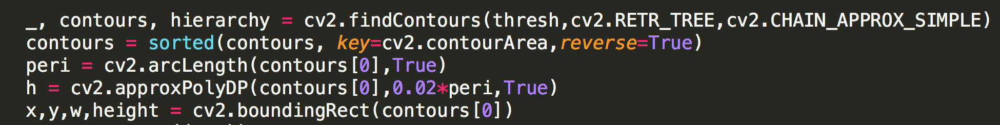 _, contours, hierarchy = cv2.findContours(thresh,cv2.RETR_TREE,cv2.CHAIN_APPROX_SIMPLE)
contours = sorted(contours, key=cv2.contourArea,reverse=True)
peri = cv2.arcLength(contours[0],True)
h = cv2.approxPolyDP(contours[0],0.02*peri,True)
x,y,w,height = cv2.boundingRect(contours[0])